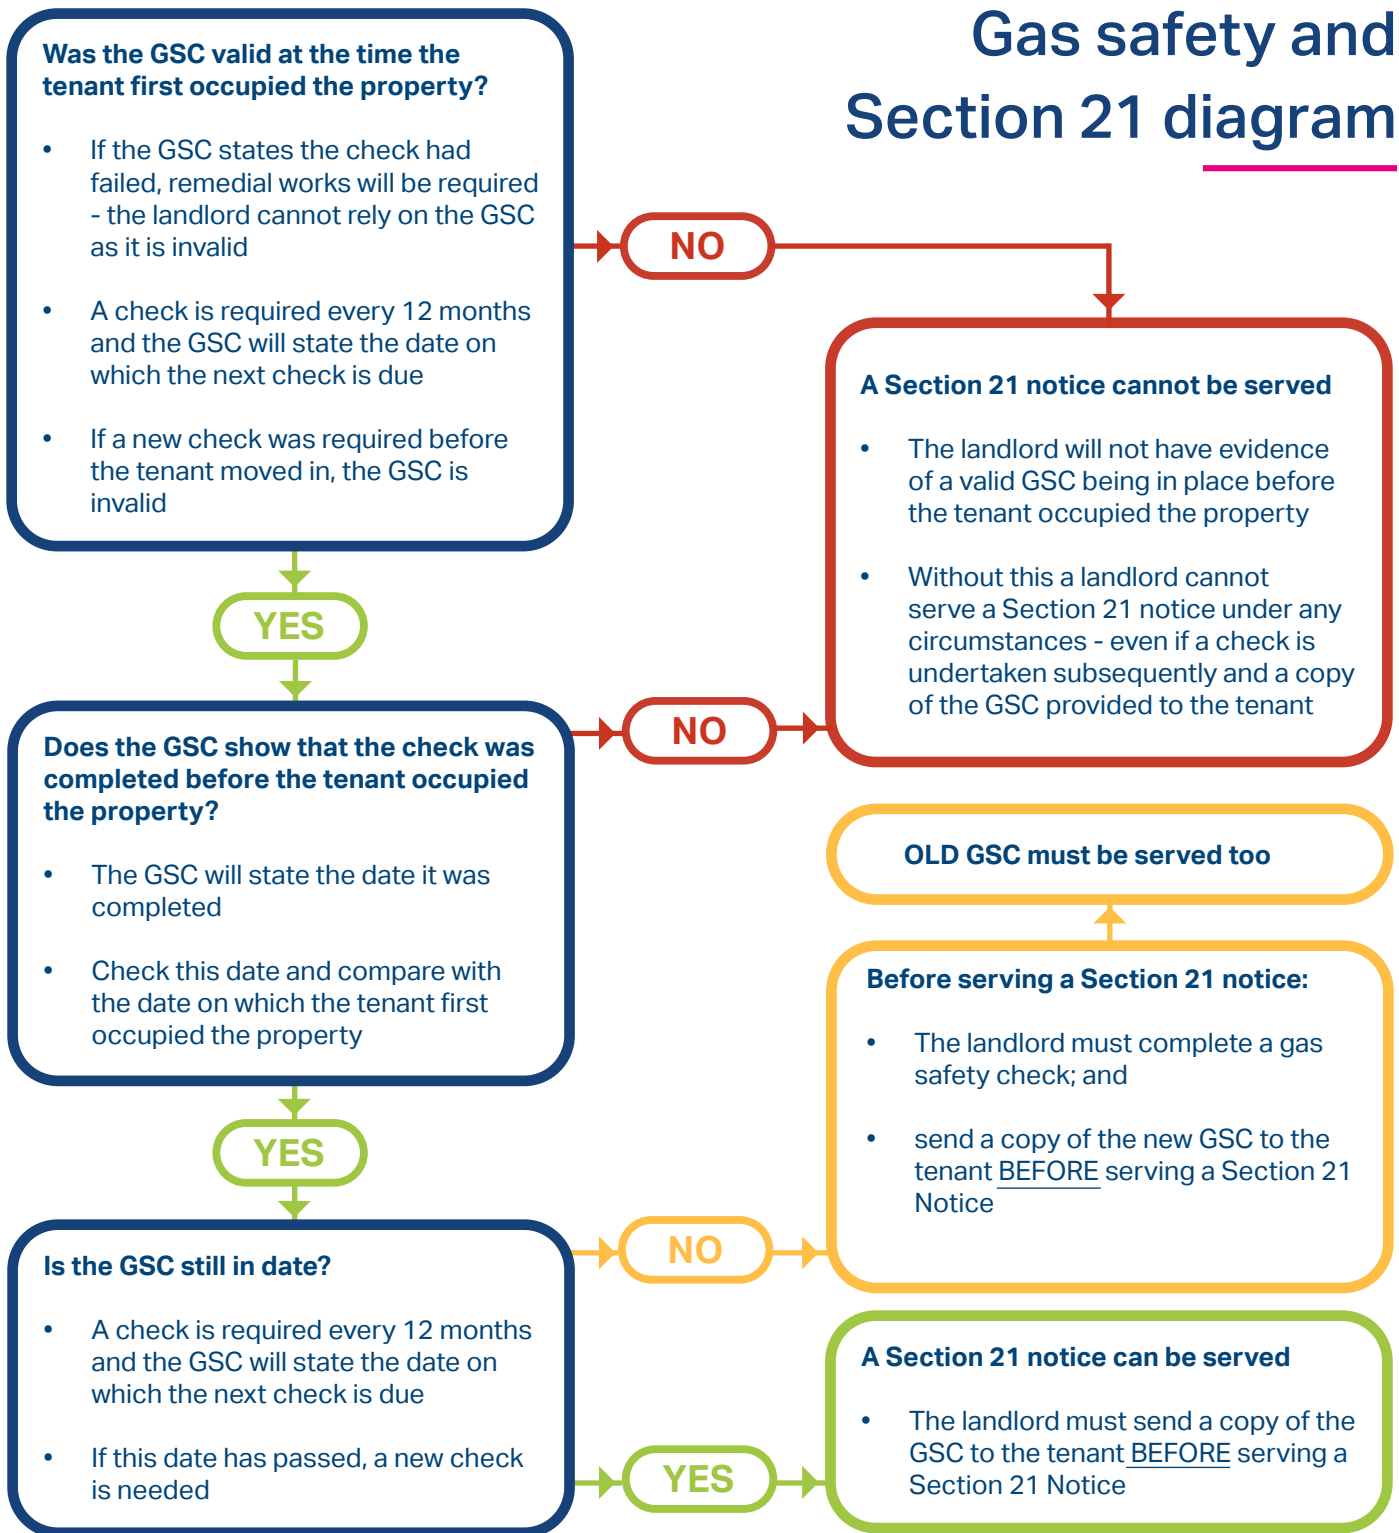 Gas safety and
Section 21 diagram
Was the GSC valid at the time the
tenant first occupied the property?
• If the GSC states the check had
failed, remedial works will be required
- the landlord cannot rely on the GSC
as it is invalid
• A check is required every 12 months
and the GSC will state the date on
which the next check is due
• If a new check was required before
the tenant moved in, the GSC is
invalid
NO
A Section 21 notice cannot be served
• The landlord will not have evidence
of a valid GSC being in place before
the tenant occupied the property
• Without this a landlord cannot
serve a Section 21 notice under any
circumstances - even if a check is
undertaken subsequently and a copy
of the GSC provided to the tenant
YES
Does the GSC show that the check was
completed before the tenant occupied
the property?
• The GSC will state the date it was
completed
• Check this date and compare with
the date on which the tenant first
occupied the property
NO
OLD GSC must be served too
Before serving a Section 21 notice:
• The landlord must complete a gas
safety check; and
• send a copy of the new GSC to the
tenant BEFORE serving a Section 21
Notice
YES
Is the GSC still in date?
• A check is required every 12 months
and the GSC will state the date on
which the next check is due
• If this date has passed, a new check
is needed
NO
YES
A Section 21 notice can be served
• The landlord must send a copy of the
GSC to the tenant BEFORE serving a
Section 21 Notice